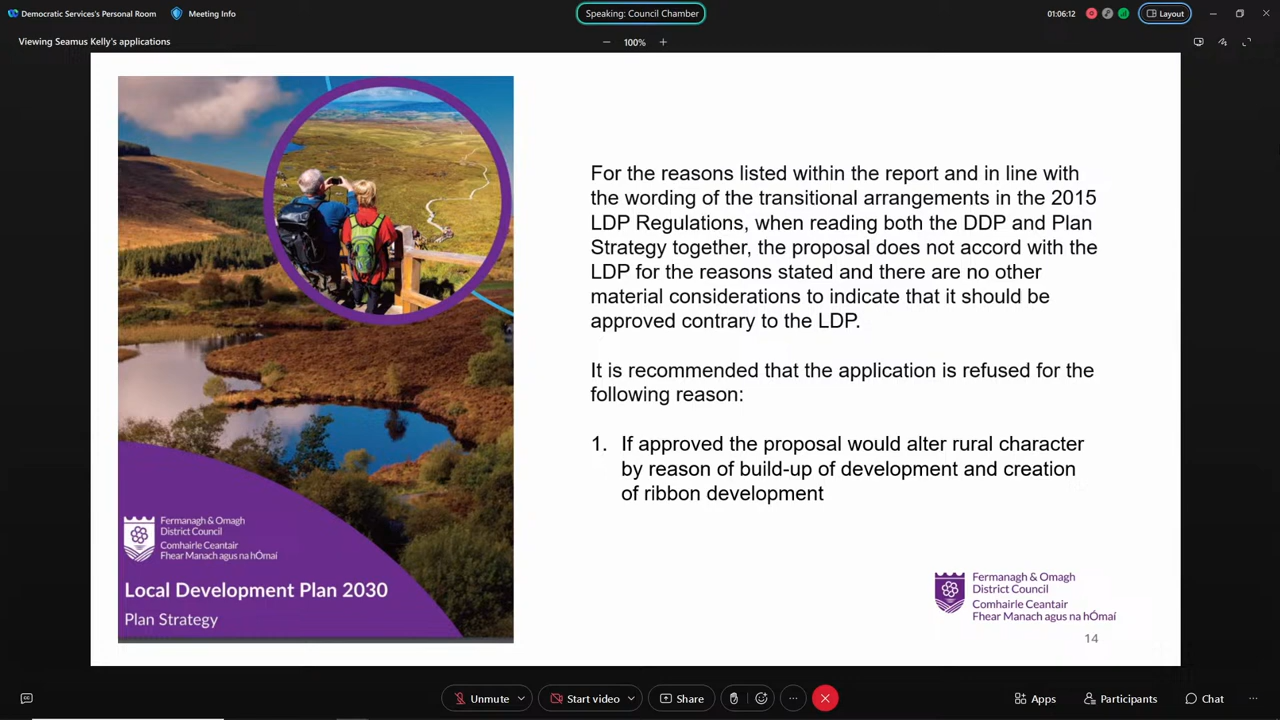 Democratic Services's Personal Room
Meeting Info
Speaking: Council Chamber
01:06:12
Layout
Viewing Seamus Kelly's applications
100%
For the reasons listed within the report and in line with
the wording of the transitional arrangements in the 2015
LDP Regulations, when reading both the DDP and Plan
Strategy together, the proposal does not accord with the
LDP for the reasons stated and there are no other
material considerations to indicate that it should be
approved contrary to the LDP.
It is recommended that the application is refused for the
following reason:
1. If approved the proposal would alter rural character
by reason of build-up of development and creation
of ribbon development
Fermanagh & Omagh
District Council
Comhairle Ceantair
Fhear Manach agus na hÓmaí
Local Development Plan 2030
Plan Strategy
Fermanagh & Omagh
District Council
Comhairle Ceantair
Fhear Manach agus na hÓmaí
14
Unmute
Start video
Share
Apps
Participants
Chat